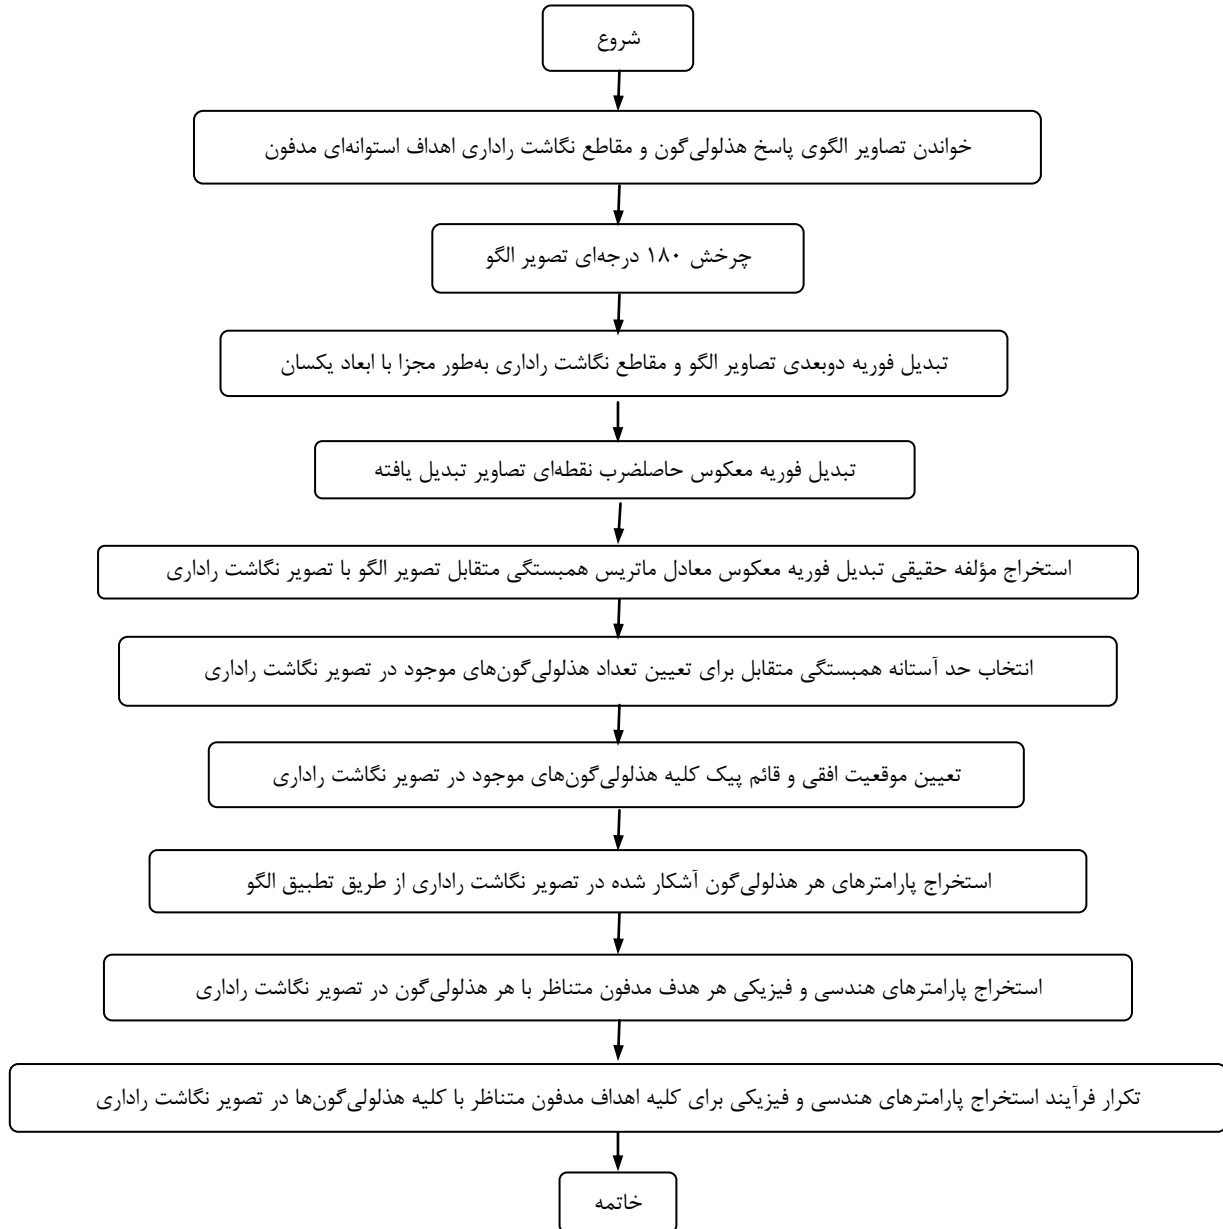 شروع
خواندن تصاویر الگوی پاسخ هذلولی‌گون و مقاطع نگاشت راداری اهداف استوانه‌ای مدفون
چرخش ۱۸۰ درجه‌ای تصویر الگو
تبدیل فوریه دوبعدی تصاویر الگو و مقاطع نگاشت راداری به‌طور مجزا با ابعاد یکسان
تبدیل فوریه معکوس حاصلضرب نقطه‌ای تصاویر تبدیل یافته
استخراج مؤلفه حقیقی تبدیل فوریه معکوس معادل ماتریس همبستگی متقابل تصویر الگو با تصویر نگاشت راداری
انتخاب حد آستانه همبستگی متقابل برای تعیین تعداد هذلولی‌گون‌های موجود در تصویر نگاشت راداری
تعیین موقعیت افقی و قائم پیک کلیه هذلولی‌گون‌های موجود در تصویر نگاشت راداری
استخراج پارامترهای هر هذلولی‌گون آشکار شده در تصویر نگاشت راداری از طریق تطبیق الگو
استخراج پارامترهای هندسی و فیزیکی هر هدف مدفون متناظر با هر هذلولی‌گون در تصویر نگاشت راداری
تکرار فرآیند استخراج پارامترهای هندسی و فیزیکی برای کلیه اهداف مدفون متناظر با کلیه هذلولی‌گون‌ها در تصویر نگاشت راداری
خاتمه